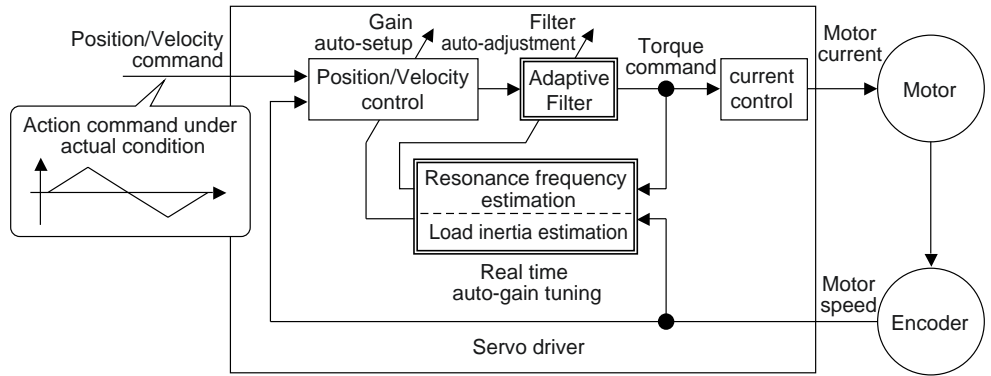 Position/Velocity
command
Gain
auto-setup
Filter
auto-adjustment
Torque
command
Motor
current
Position/Velocity
control
Adaptive
Filter
current
control
Motor
Action command under
actual condition
Resonance frequency
estimation
Load inertia estimation
Real time
auto-gain tuning
Motor
speed
Encoder
Servo driver